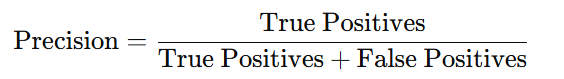 Precision = True Positives / True Positives + False Positives